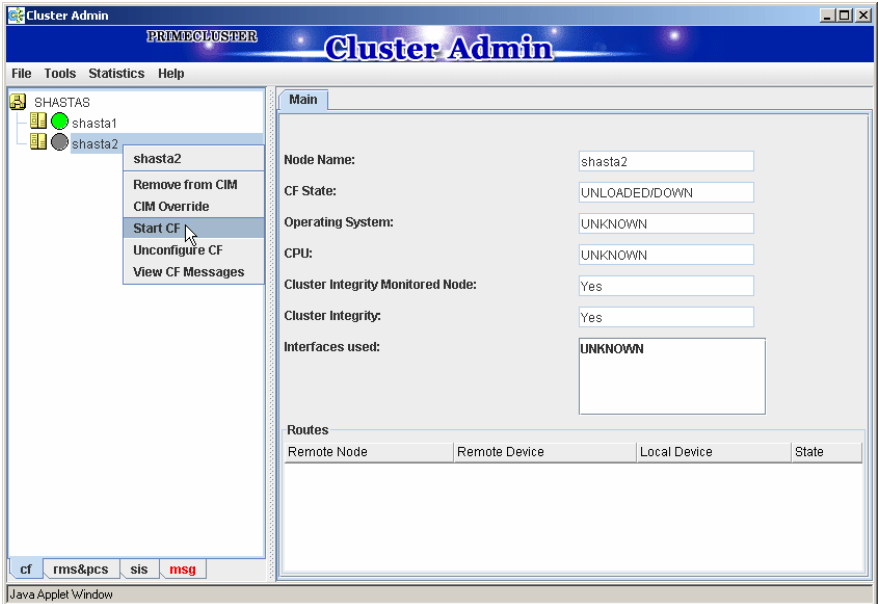 Cluster Admin
PRIMECLUSTER
Cluster Admin
File Tools Statistics Help
SHASTAS
shasta1
shasta2
shasta2
Remove from CIM
CIM Override
Start CF
Unconfigure CF
View CF Messages
Main
Node Name: shasta2
CF State: UNLOADED/DOWN
Operating System: UNKNOWN
CPU: UNKNOWN
Cluster Integrity Monitored Node: Yes
Cluster Integrity: Yes
Interfaces used: UNKNOWN
Routes
Remote Node Remote Device Local Device State
cf rms&pcs sis msg
Java Applet Window